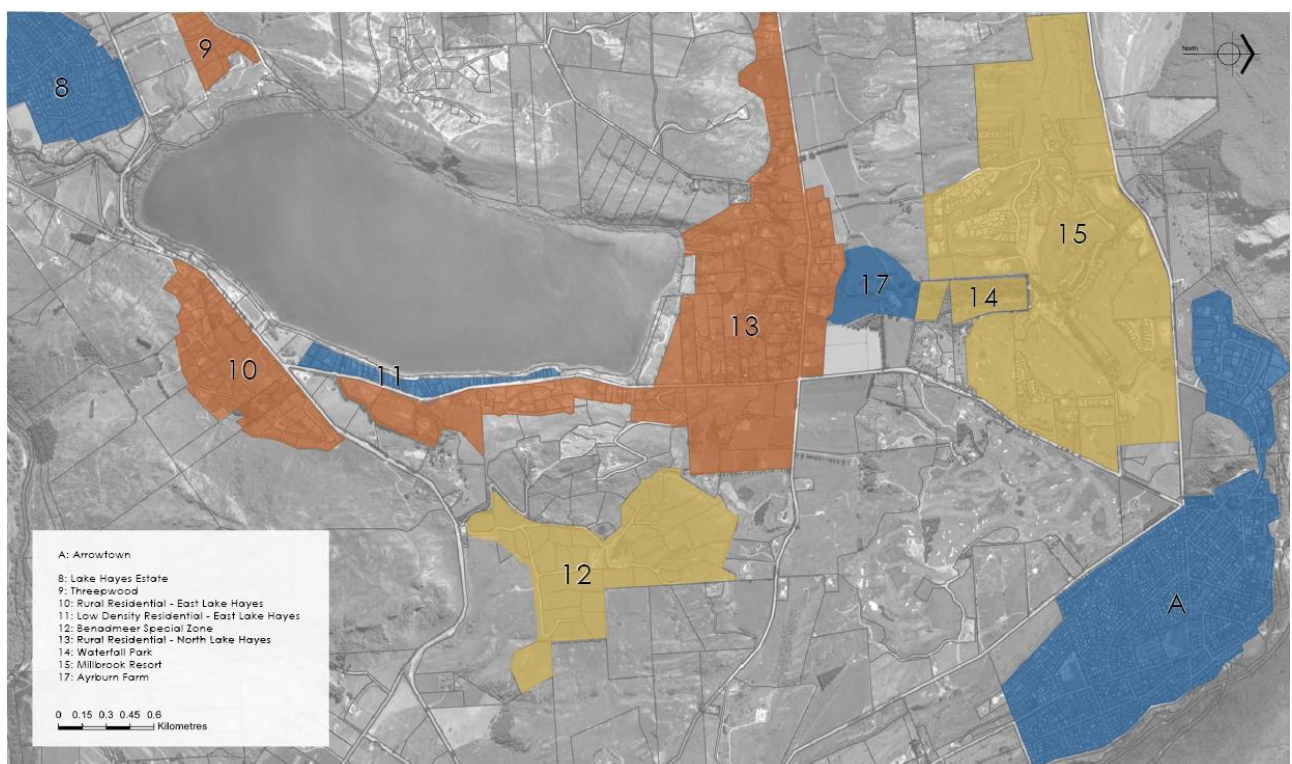 8
9
North
15
17
14
13
10
11
12
A
A: Arrowtown
8: Lake Hayes Estate
9: Threepwood
10: Rural Residential - East Lake Hayes
11: Low Density Residential - East Lake Hayes
12: Benadmeer Special Zone
13: Rural Residential - North Lake Hayes
14: Waterfall Park
15: Millbrook Resort
17: Ayrburn Farm
0 0.15 0.3 0.45 0.6
Kilometres